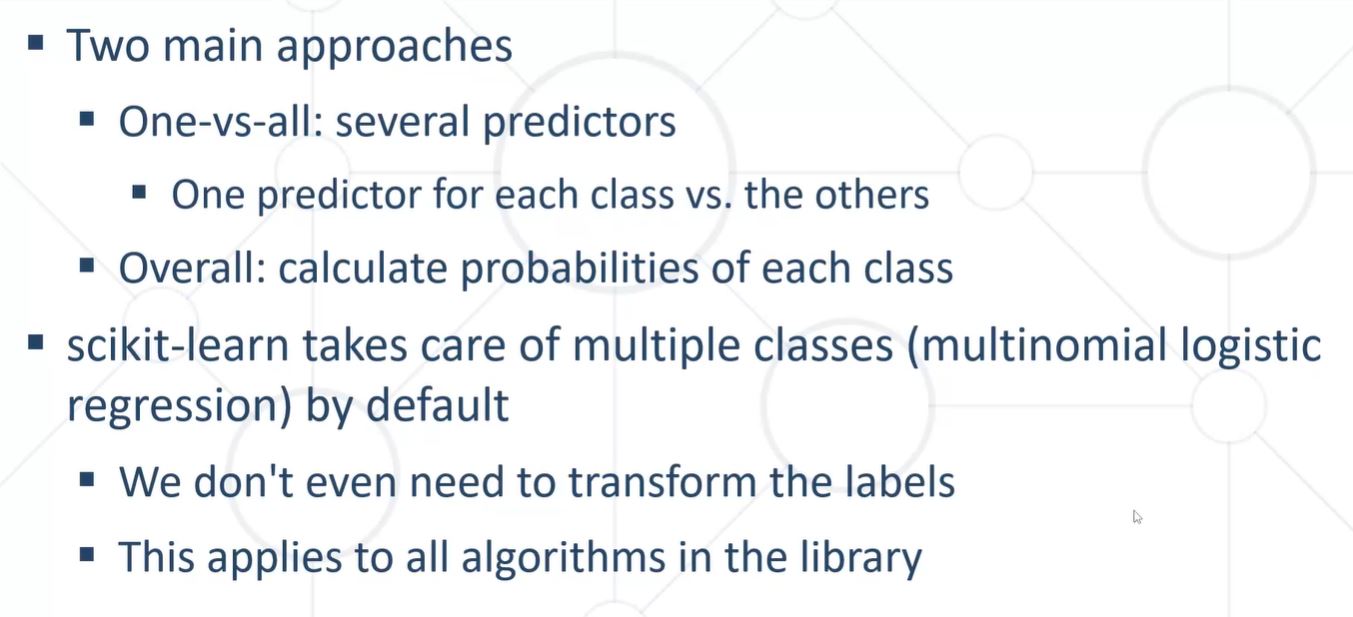 Two main approaches
One-vs-all: several predictors
One predictor for each class vs. the others
Overall: calculate probabilities of each class
scikit-learn takes care of multiple classes (multinomial logistic
regression) by default
We don't even need to transform the labels
This applies to all algorithms in the library